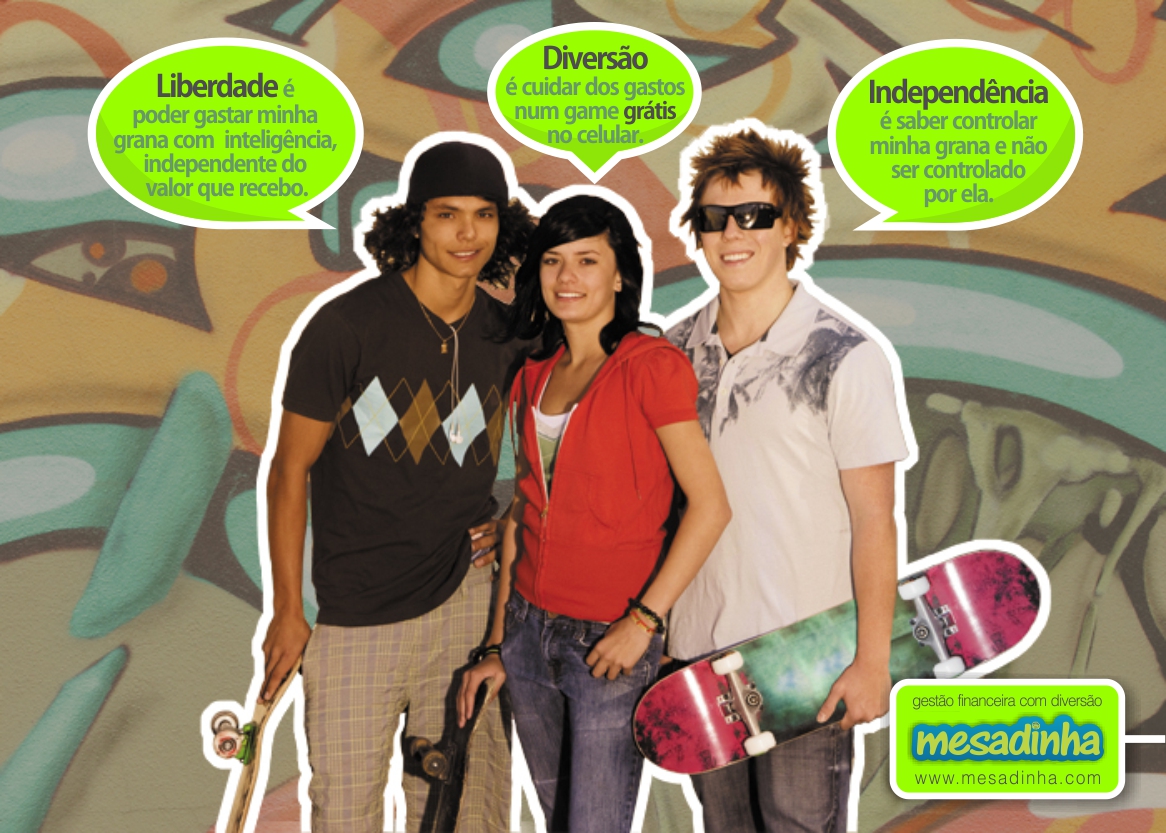 Liberdade é
poder gastar minha
grana com inteligência,
independente do
valor que recebo.
Diversão
é cuidar dos gastos
num game grátis
no celular.
Independência
é saber controlar
minha grana e não
ser controlado
por ela.
gestão financeira com diversão
mesadinha
www.mesadinha.com